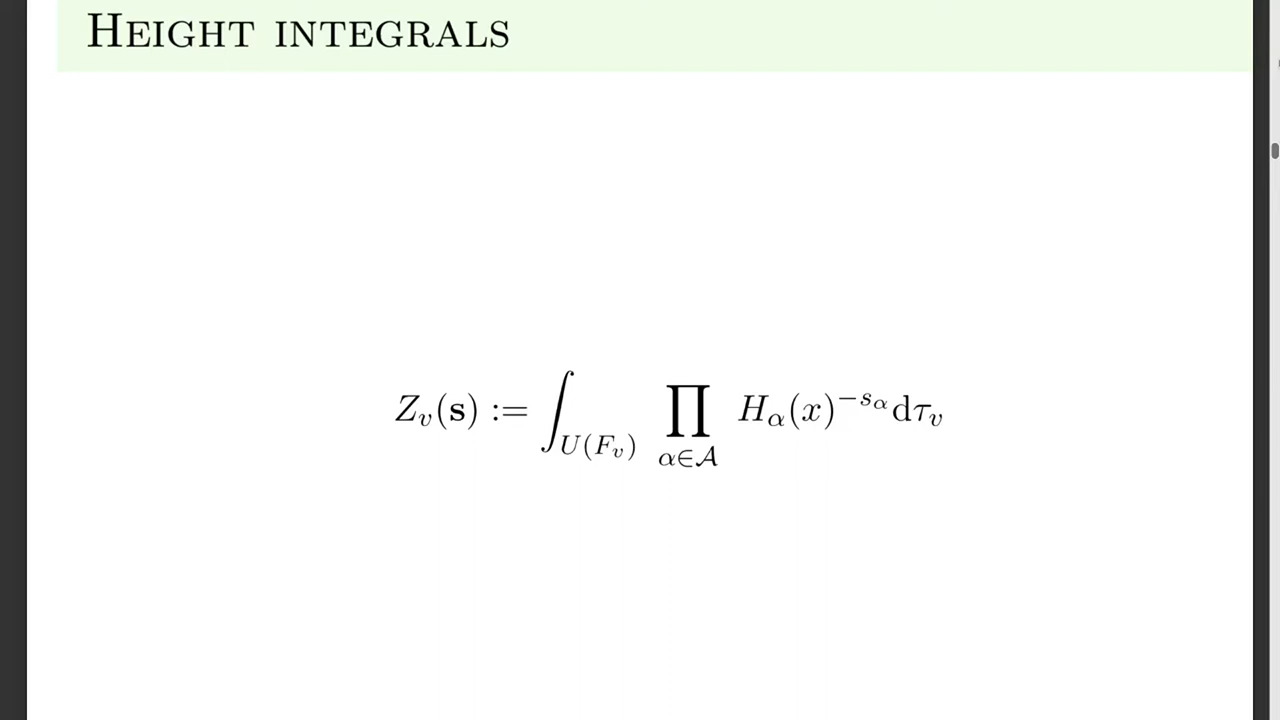 Height integrals
Z_v(𝐬) := ∫_{U(F_v)} ∏_{α∈𝒜} H_α(x)^{−s_α} dτ_v